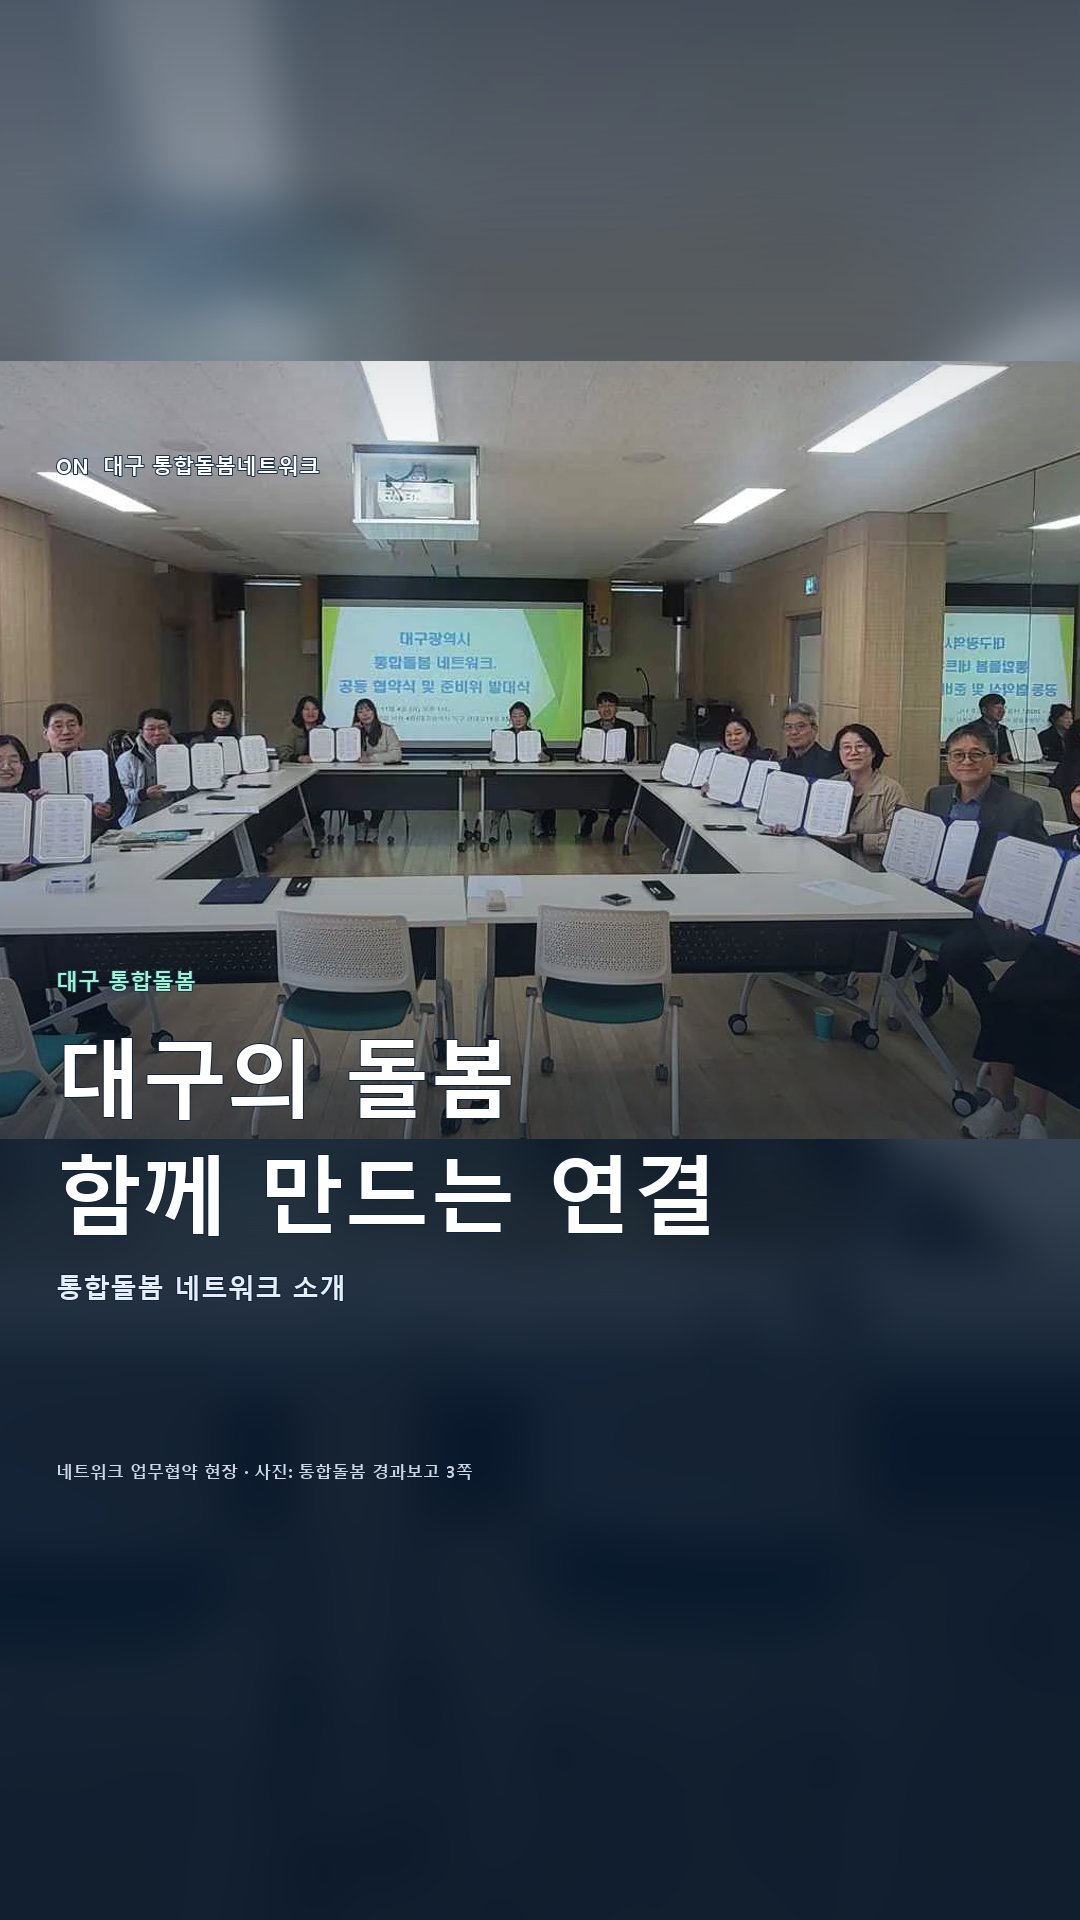 ON 대구 통합돌봄네트워크
대구광역시
통합돌봄 네트워크.
공동 협약식 및 준비위 발대식
대구 통합돌봄
대구의 돌봄
함께 만드는 연결
통합돌봄 네트워크 소개
네트워크 업무협약 현장 · 사진: 통합돌봄 경과보고 3쪽